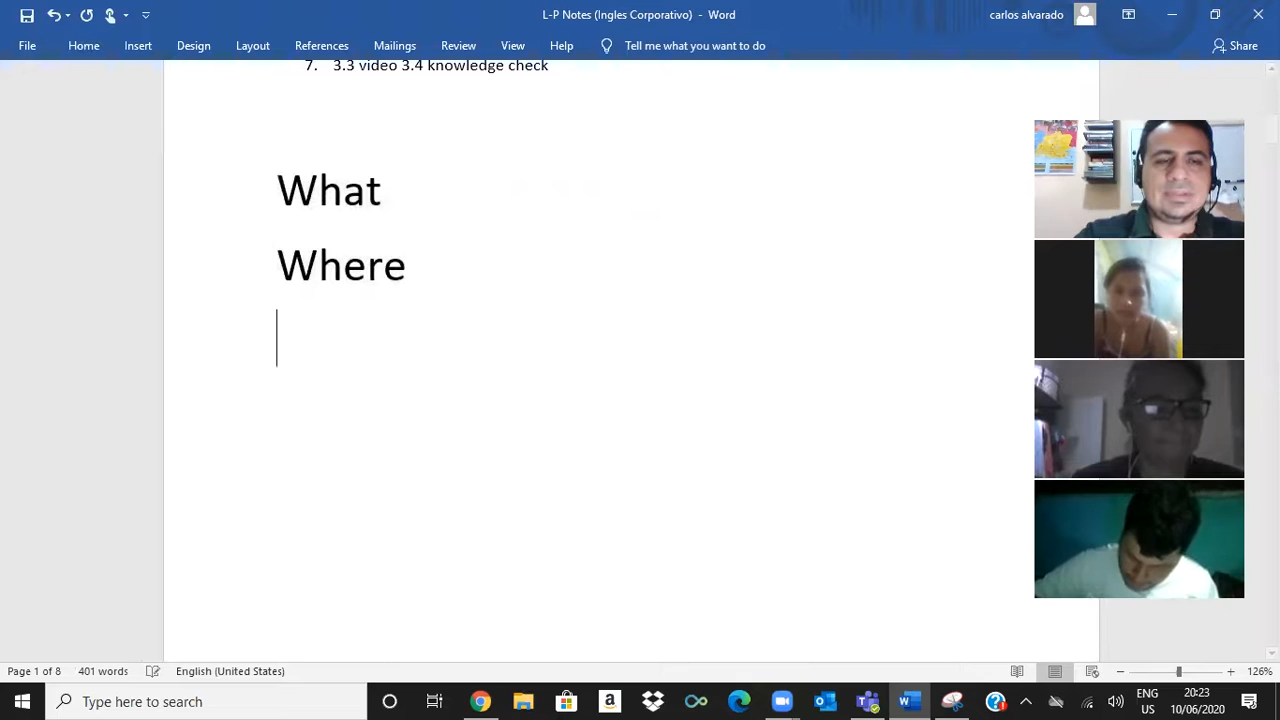 L-P Notes (Ingles Corporativo) - Word
carlos alvarado
File Home Insert Design Layout References Mailings Review View Help Tell me what you want to do Share
7. 3.3 video 3.4 knowledge check
What
Where
Page 1 of 8 401 words English (United States) 126%
Type here to search
ENG 20:23
US 10/06/2020